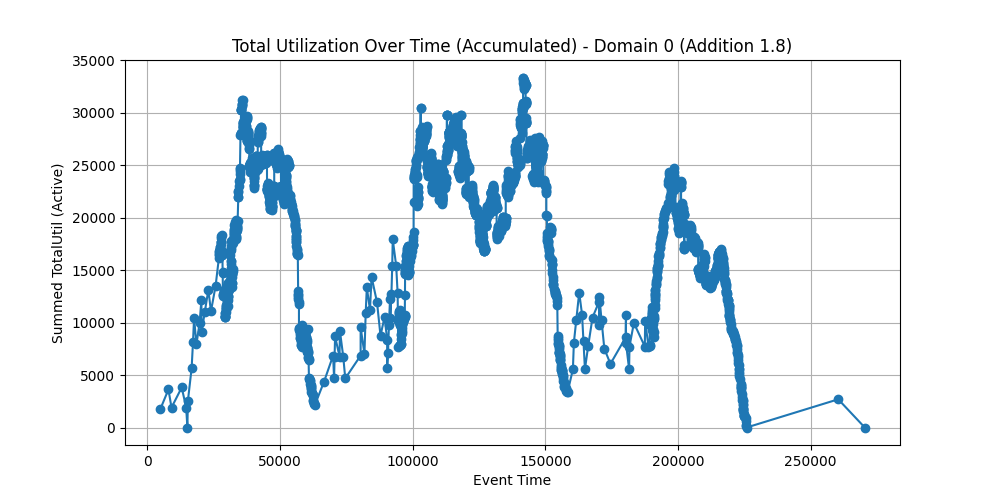 Total Utilization Over Time (Accumulated) - Domain 0 (Addition 1.8)
35000
30000
25000
20000
15000
10000
5000
0
Summed TotalUtil (Active)
0 50000 100000 150000 200000 250000
Event Time